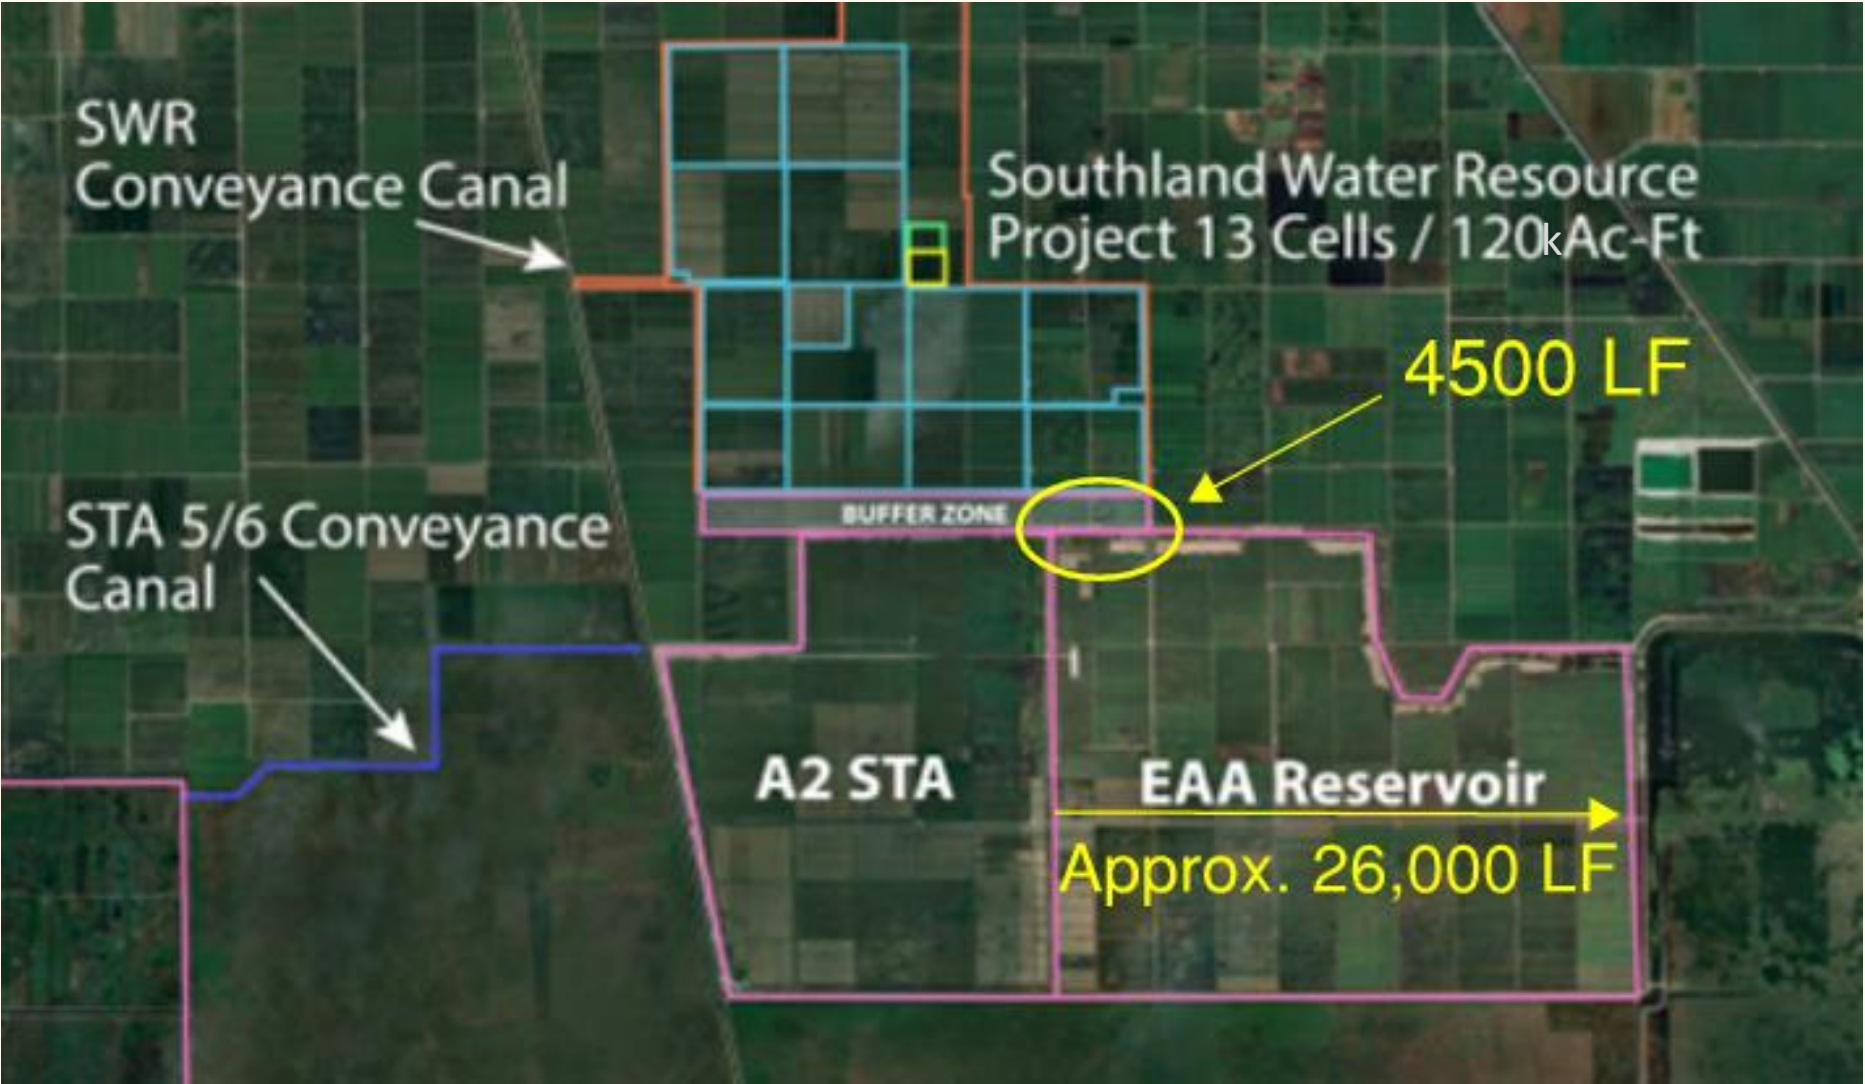 SWR
Conveyance Canal
Southland Water Resource
Project 13 Cells / 120kAc-Ft
4500 LF
BUFFER ZONE
STA 5/6 Conveyance
Canal
A2 STA
EAA Reservoir
Approx. 26,000 LF